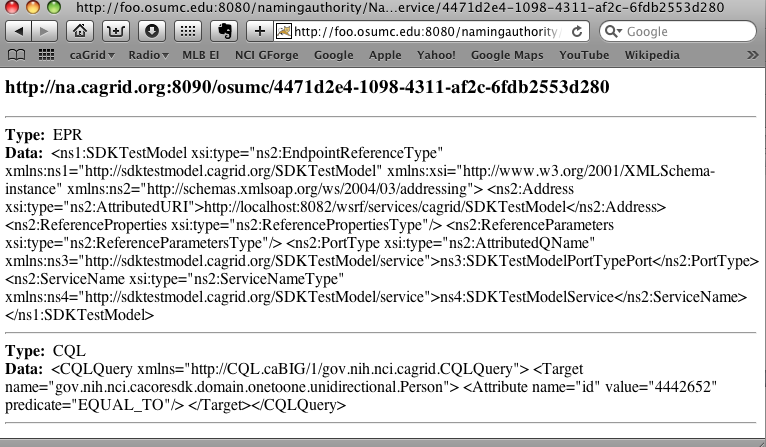 http://foo.osumc.edu:8080/namingauthority/Na...ervice/4471d2e4-1098-4311-af2c-6fdb2553d280
http://foo.osumc.edu:8080/namingauthority
Google
caGrid
Radio
MLB EI
NCI GForge
Google
Apple
Yahoo!
Google Maps
YouTube
Wikipedia
>>
http://na.cagrid.org:8090/osumc/4471d2e4-1098-4311-af2c-6fdb2553d280
Type: EPR
Data: <ns1:SDKTestModel xsi:type="ns2:EndpointReferenceType"
xmlns:ns1="http://sdktestmodel.cagrid.org/SDKTestModel" xmlns:xsi="http://www.w3.org/2001/XMLSchema-
instance" xmlns:ns2="http://schemas.xmlsoap.org/ws/2004/03/addressing"> <ns2:Address
xsi:type="ns2:AttributedURI">http://localhost:8082/wsrf/services/cagrid/SDKTestModel</ns2:Address>
<ns2:ReferenceProperties xsi:type="ns2:ReferencePropertiesType"/> <ns2:ReferenceParameters
xsi:type="ns2:ReferenceParametersType"/> <ns2:PortType xsi:type="ns2:AttributedQName"
xmlns:ns3="http://sdktestmodel.cagrid.org/SDKTestModel/service">ns3:SDKTestModelPortTypePort</ns2:PortType>
<ns2:ServiceName xsi:type="ns2:ServiceNameType"
xmlns:ns4="http://sdktestmodel.cagrid.org/SDKTestModel/service">ns4:SDKTestModelService</ns2:ServiceName>
</ns1:SDKTestModel>
Type: CQL
Data: <CQLQuery xmlns="http://CQL.caBIG/1/gov.nih.nci.cagrid.CQLQuery"> <Target
name="gov.nih.nci.cacoresdk.domain.onetoone.unidirectional.Person"> <Attribute name="id" value="4442652"
predicate="EQUAL_TO"/> </Target></CQLQuery>